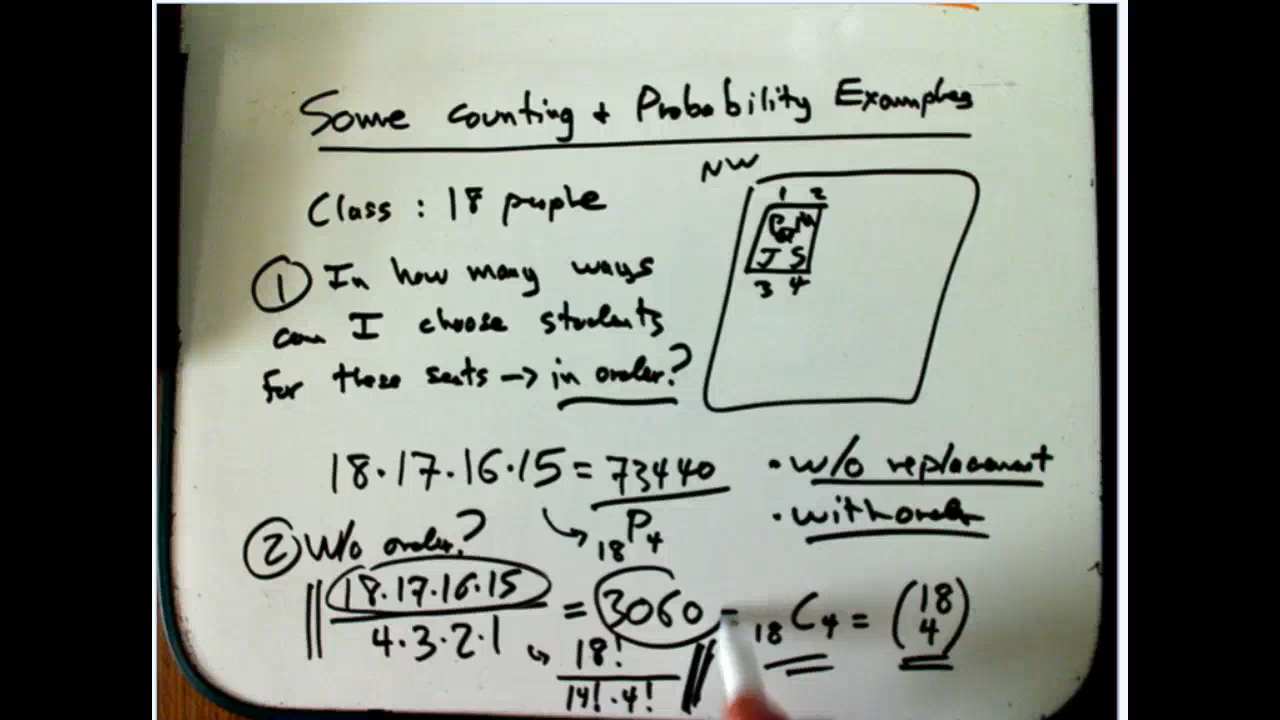 Some Counting + Probability Examples
NW
Class : 18 people
1 2
J S
3 4
① In how many ways
can I choose students
for these seats → in order?
18·17·16·15 = 73440
18P4
• w/o replacement
• with order
② W/o order?
18·17·16·15 / 4·3·2·1 = 3060 = 18C4 = (18 4)
18! / 14!·4!